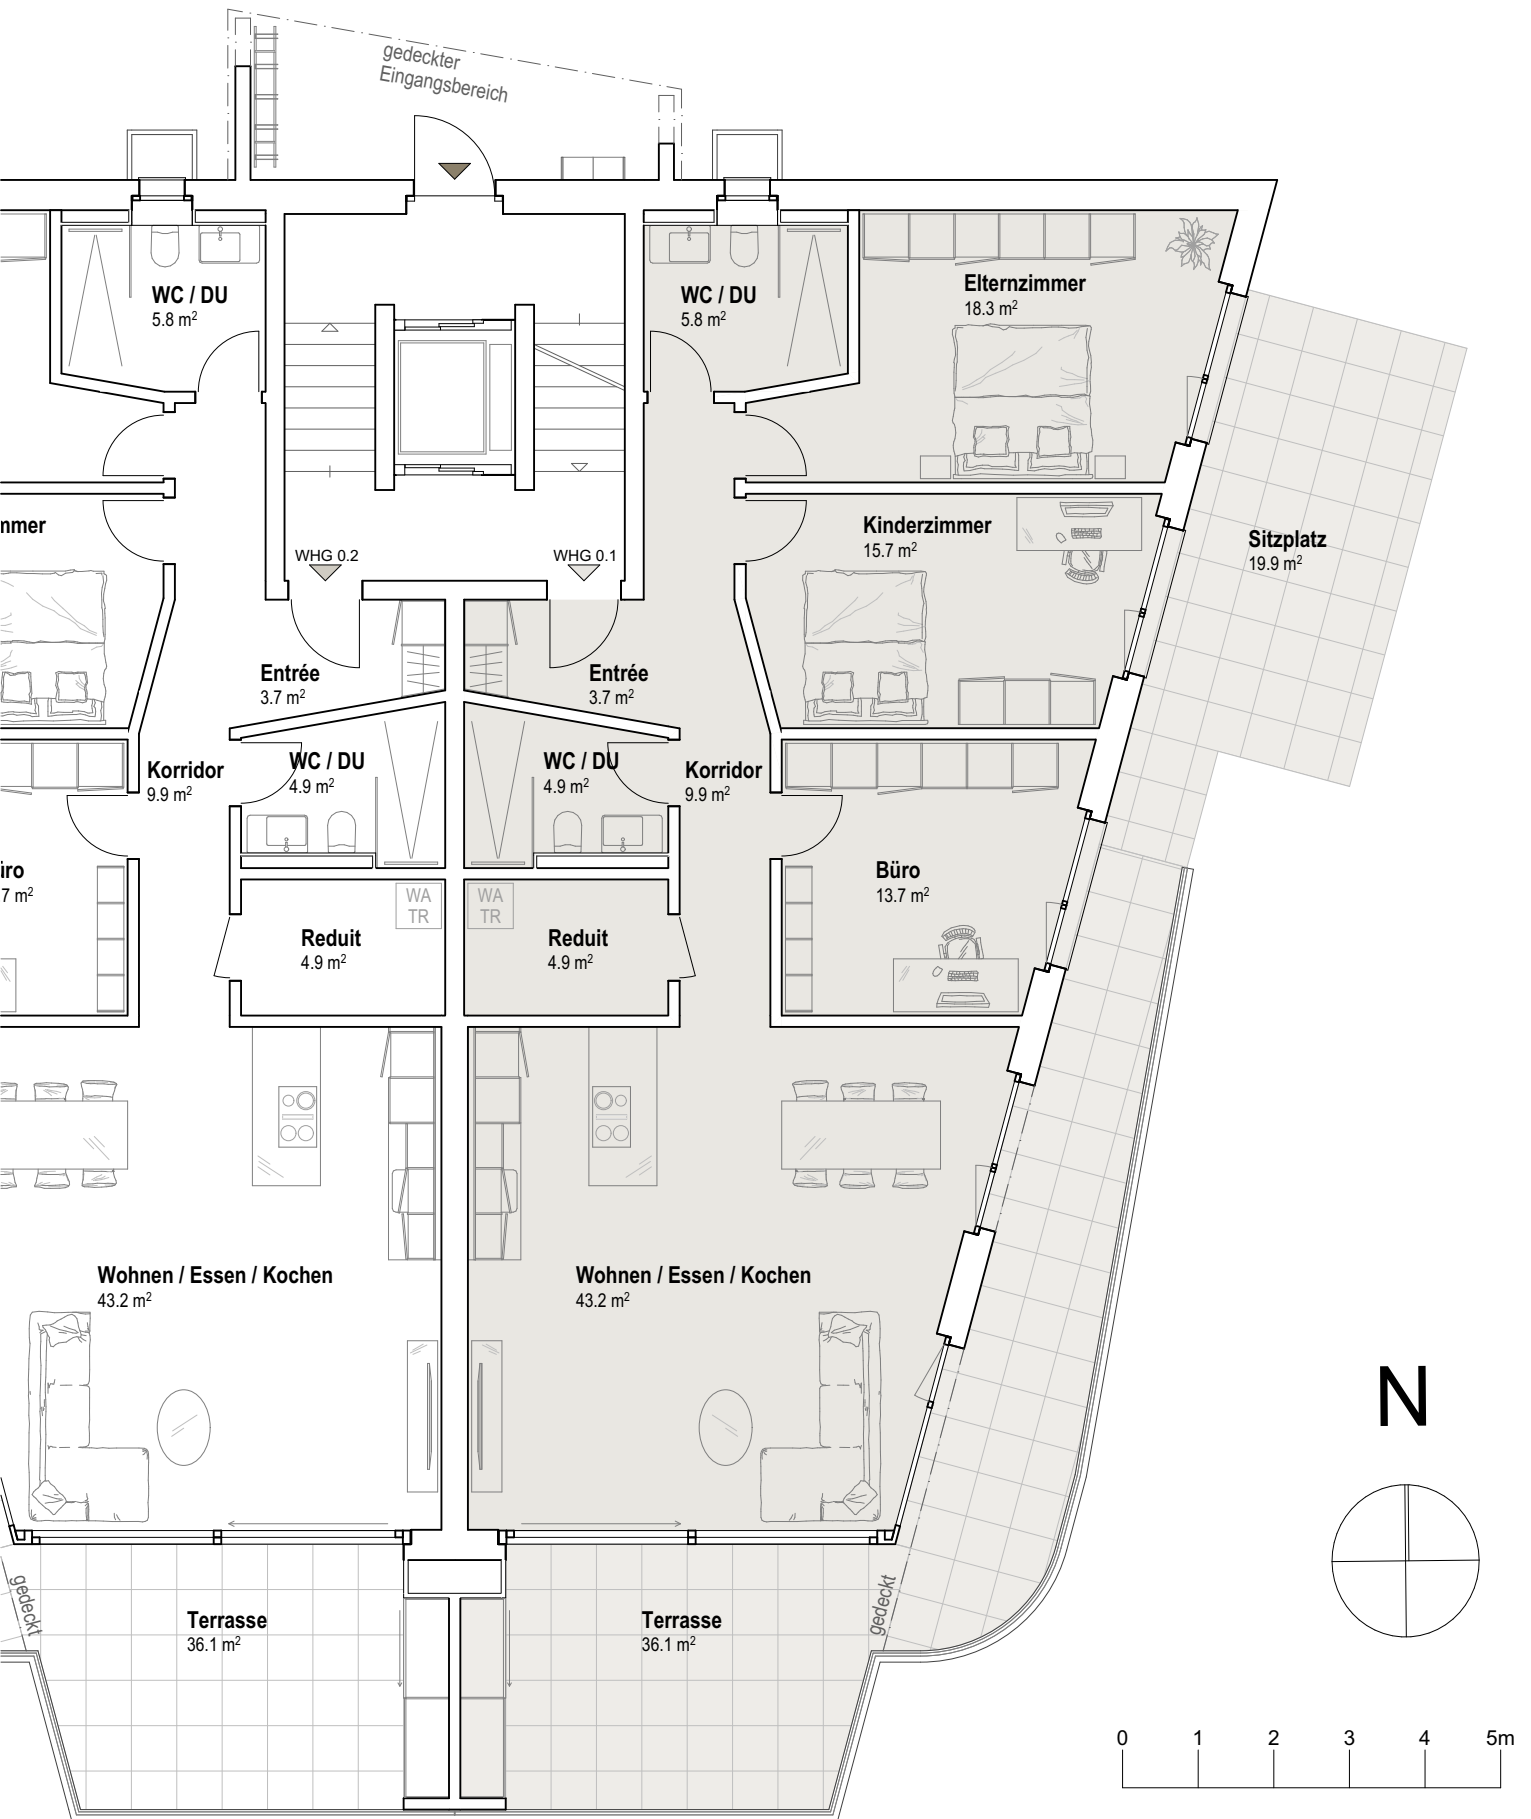 gedeckter
Eingangsbereich
WC / DU
5.8 m²
WC / DU
5.8 m²
Elternzimmer
18.3 m²
mmer
Kinderzimmer
15.7 m²
Sitzplatz
19.9 m²
WHG 0.2
WHG 0.1
Entrée
3.7 m²
Entrée
3.7 m²
Korridor
9.9 m²
WC / DU
4.9 m²
WC / DU
4.9 m²
Korridor
9.9 m²
üro
7 m²
Büro
13.7 m²
WA
TR
WA
TR
Reduit
4.9 m²
Reduit
4.9 m²
Wohnen / Essen / Kochen
43.2 m²
Wohnen / Essen / Kochen
43.2 m²
N
gedeckt
Terrasse
36.1 m²
Terrasse
36.1 m²
gedeckt
0 1 2 3 4 5m